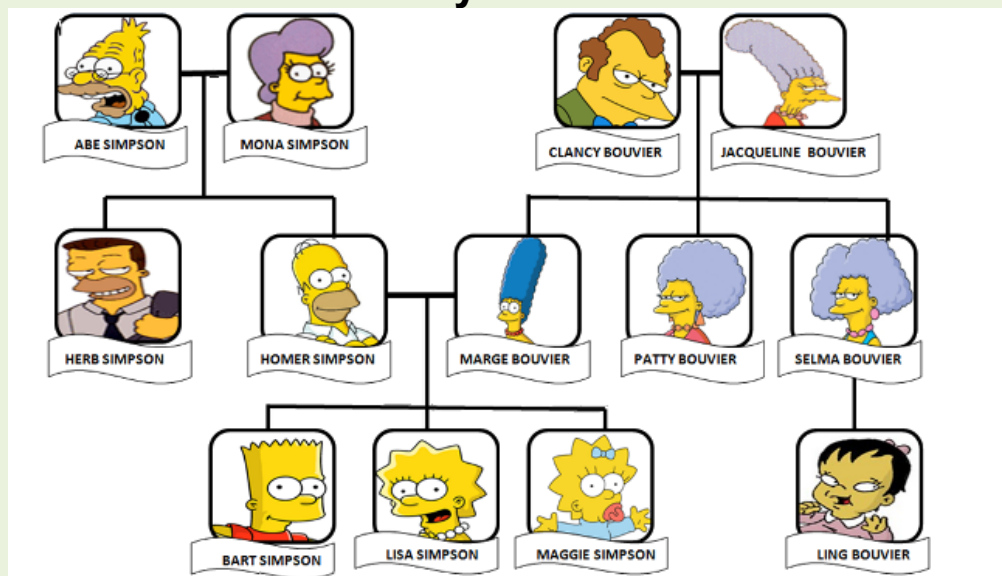 ABE SIMPSON
MONA SIMPSON
CLANCY BOUVIER
JACQUELINE BOUVIER
HERB SIMPSON
HOMER SIMPSON
MARGE BOUVIER
PATTY BOUVIER
SELMA BOUVIER
BART SIMPSON
LISA SIMPSON
MAGGIE SIMPSON
LING BOUVIER